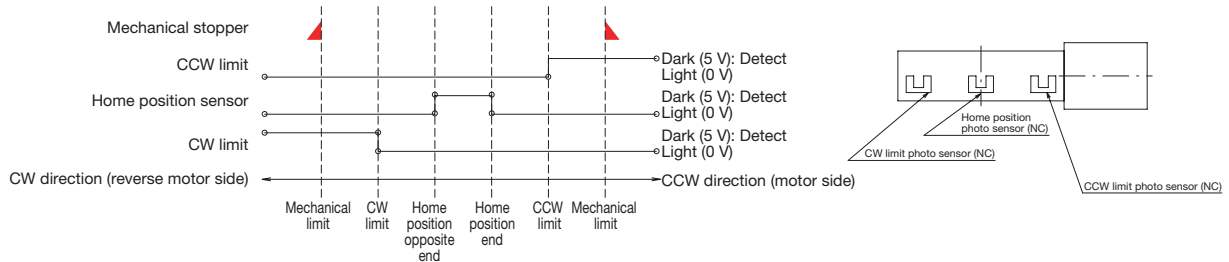 Mechanical stopper
CCW limit
Dark (5 V): Detect
Light (0 V)
Home position sensor
Dark (5 V): Detect
Light (0 V)
CW limit
Dark (5 V): Detect
Light (0 V)
CW direction (reverse motor side)
CCW direction (motor side)
Mechanical
limit
CW
limit
Home
position
opposite
end
Home
position
end
CCW
limit
Mechanical
limit
Home position
photo sensor (NC)
CW limit photo sensor (NC)
CCW limit photo sensor (NC)